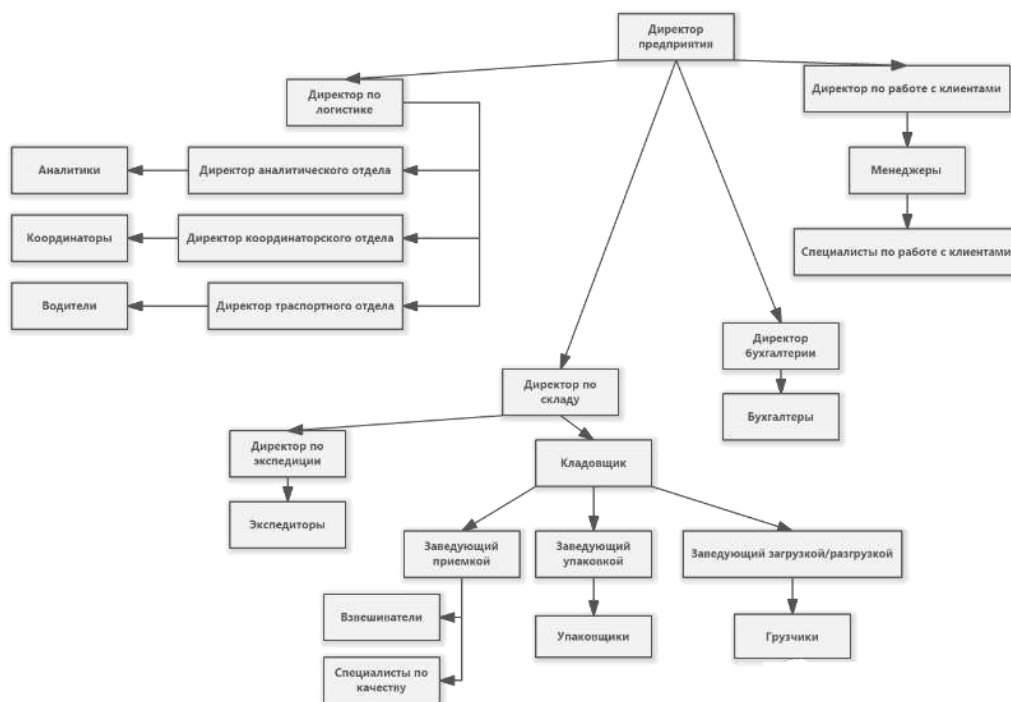 Директор
предприятия
Директор по
логистике
Директор по работе с клиентами
Аналитики
Директор аналитического отдела
Менеджеры
Координаторы
Директор координаторского отдела
Специалисты по работе с клиентами
Водители
Директор траспортного отдела
Директор
бухгалтерии
Директор по
складу
Бухгалтеры
Директор по
экспедиции
Кладовщик
Экспедиторы
Заведующий
приемкой
Заведующий
упаковкой
Заведующий загрузкой/разгрузкой
Взвешиватели
Упаковщики
Грузчики
Специалисты по
качеству